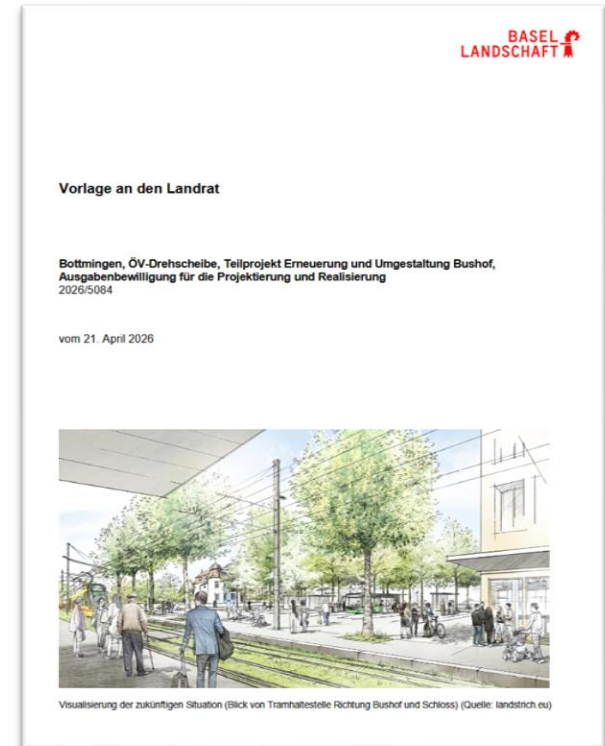 BASEL
LANDSCHAFT
Vorlage an den Landrat
Bottmingen, ÖV-Drehscheibe, Teilprojekt Erneuerung und Umgestaltung Bushof,
Ausgabenbewilligung für die Projektierung und Realisierung
2026/5084
vom 21. April 2026
Visualisierung der zukünftigen Situation (Blick von Tramhaltestelle Richtung Bushof und Schloss) (Quelle: landstrich.eu)